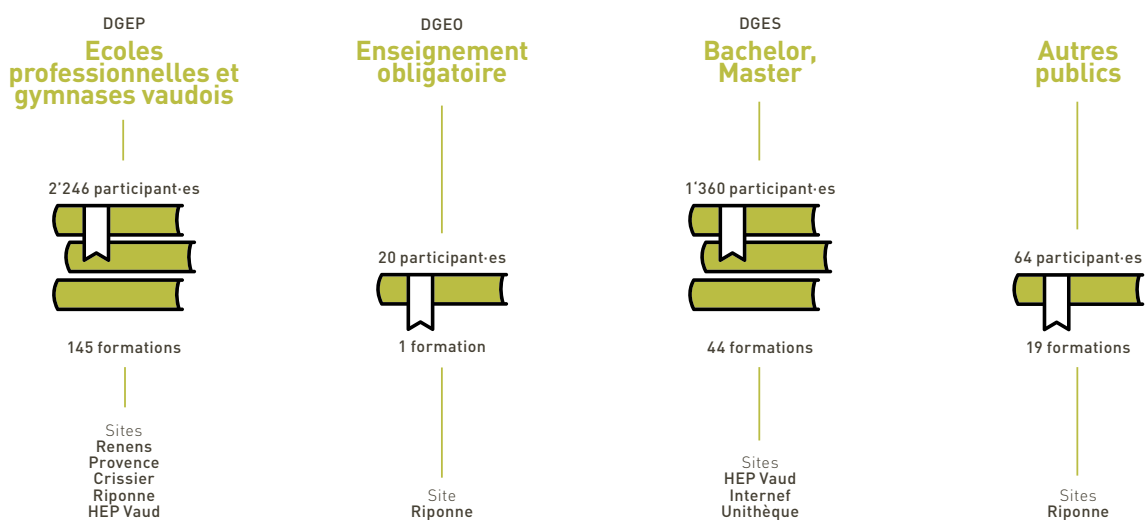 DGEP
Ecoles
professionnelles et
gymnases vaudois
2'246 participant·es
145 formations
Sites
Renens
Provence
Crissier
Riponne
HEP Vaud
DGEO
Enseignement
obligatoire
20 participant·es
1 formation
Site
Riponne
DGES
Bachelor,
Master
1'360 participant·es
44 formations
Sites
HEP Vaud
Internef
Unithèque
Autres
publics
64 participant·es
19 formations
Sites
Riponne